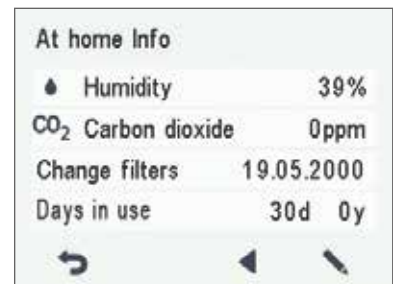 At home Info
Humidity 39%
CO₂ Carbon dioxide 0ppm
Change filters 19.05.2000
Days in use 30d 0y